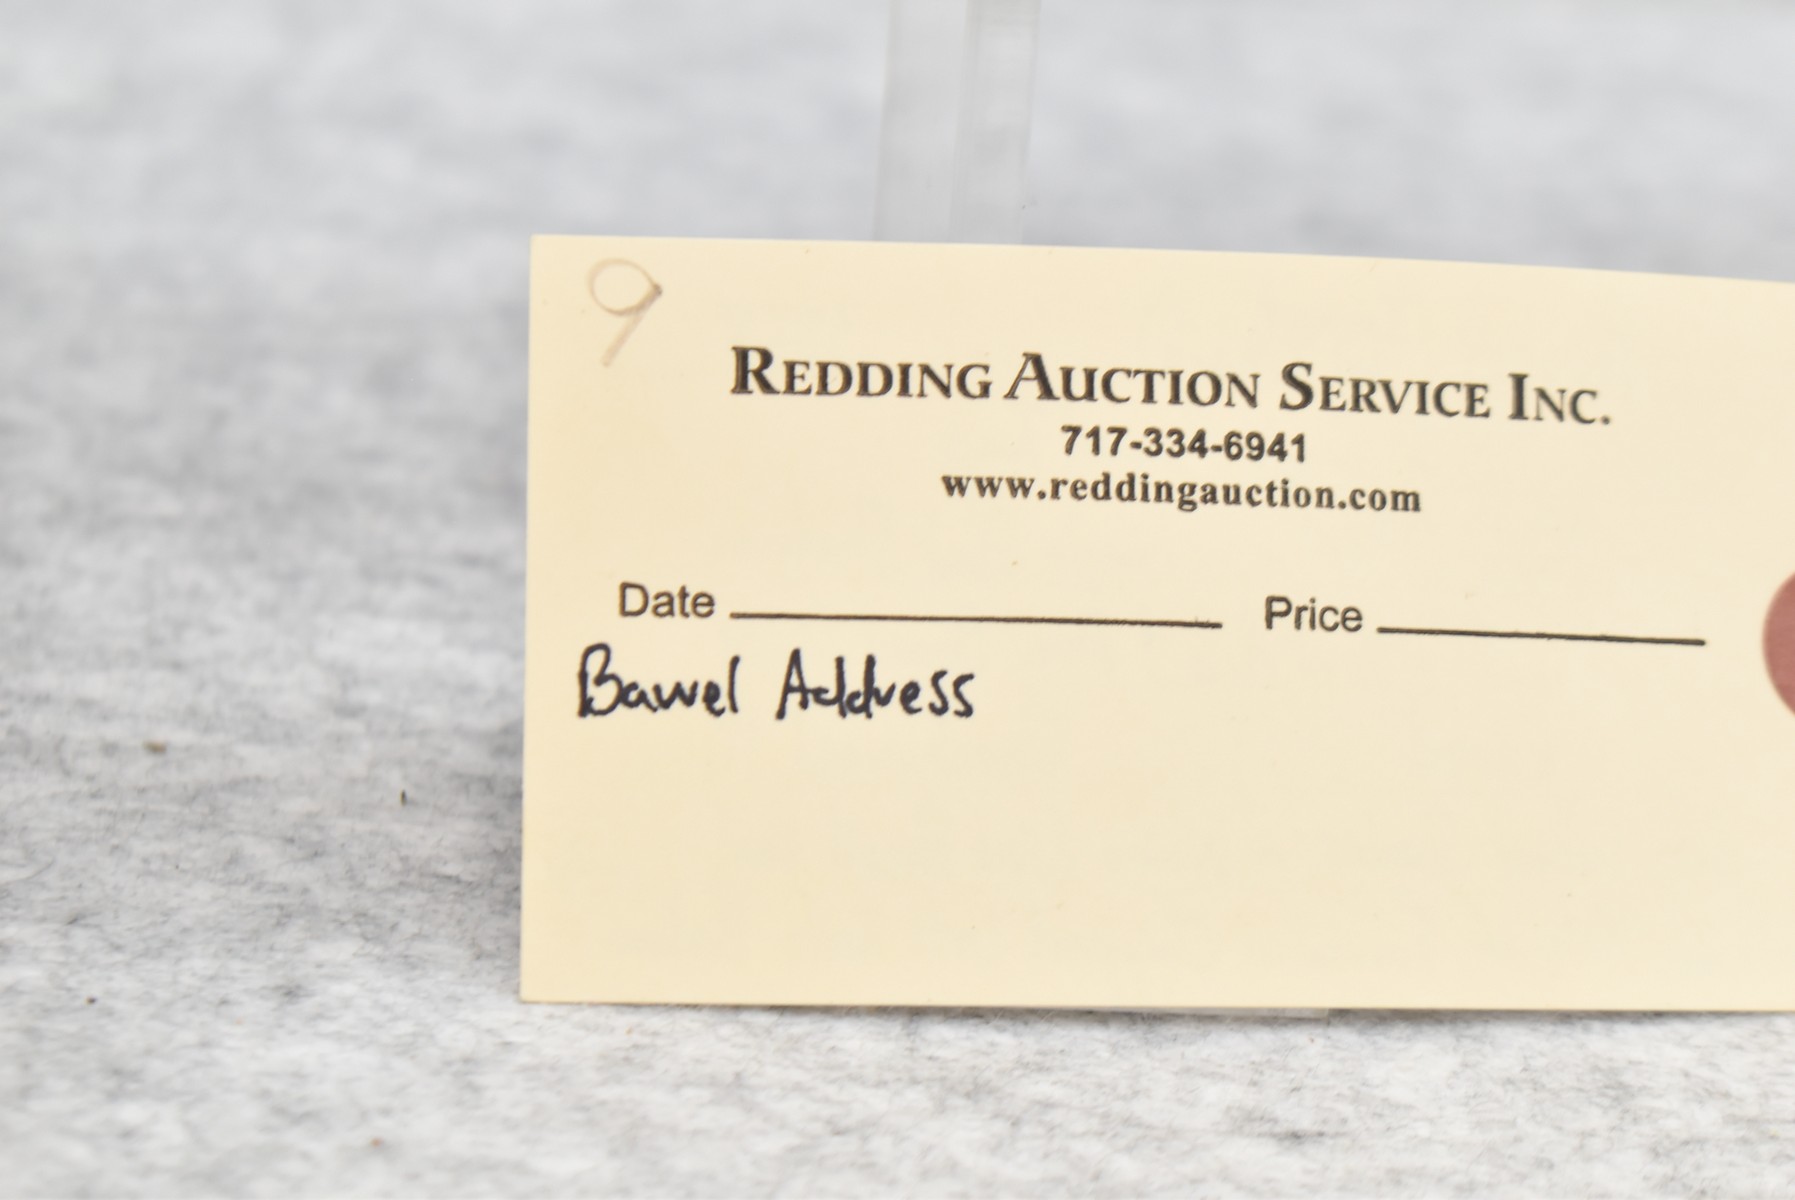 9
REDDING AUCTION SERVICE INC.
717-334-6941
www.reddingauction.com
Date Price
Barrel Address